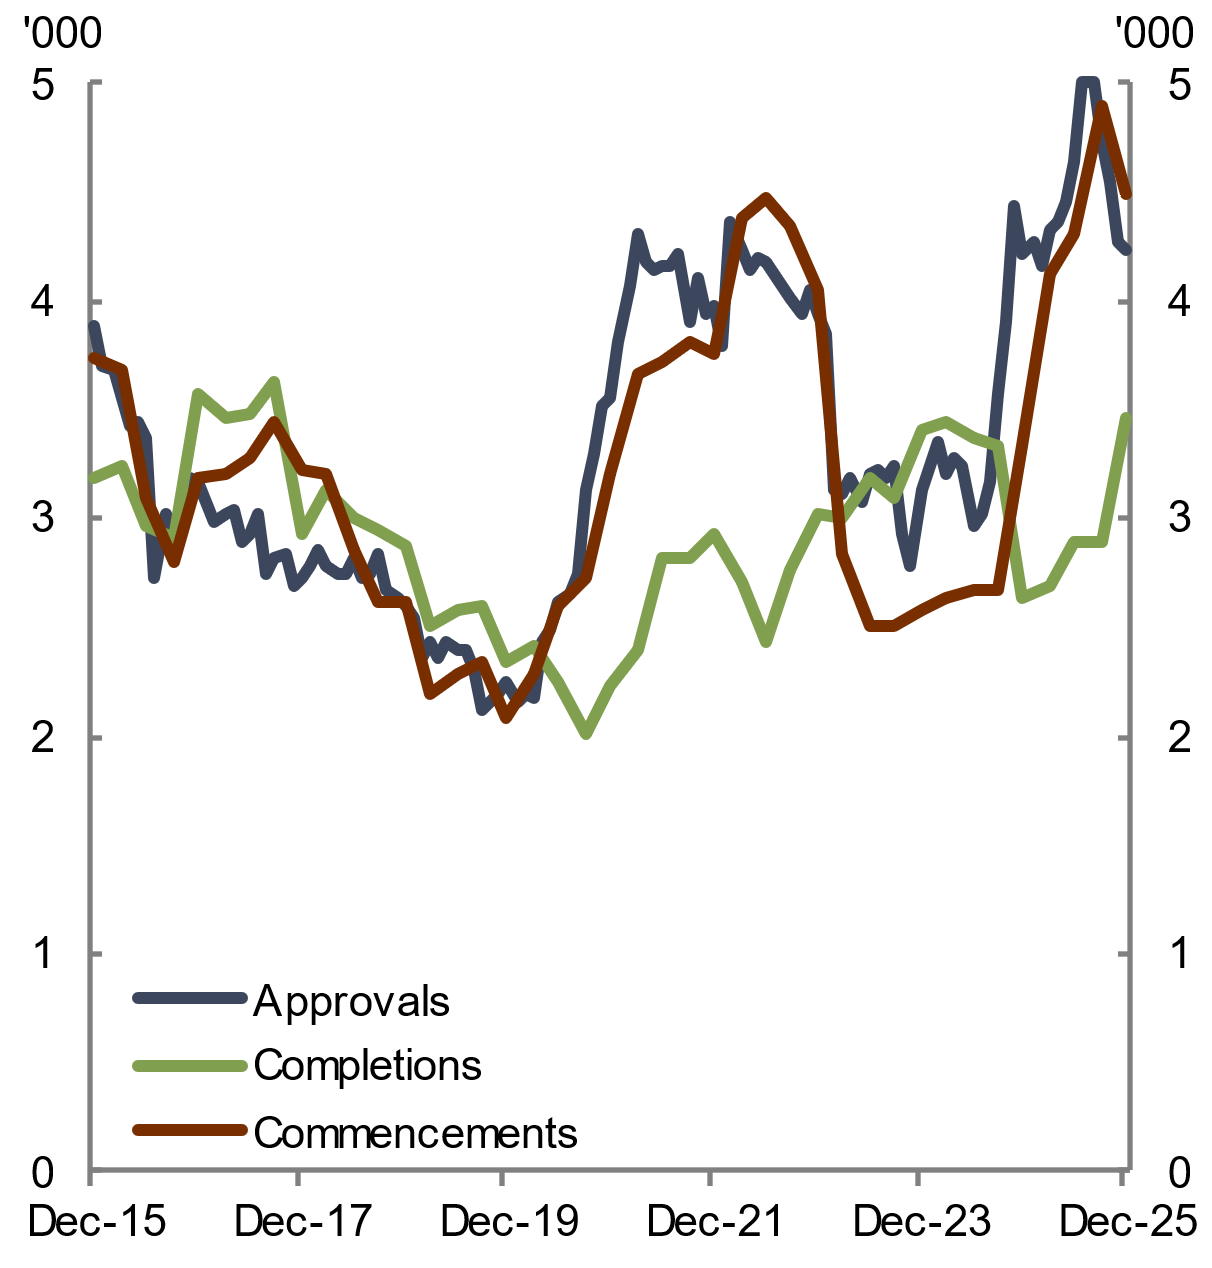 '000 '000
5 5
4 4
3 3
2 2
1 1
Approvals
Completions
Commencements
0 0
Dec-15 Dec-17 Dec-19 Dec-21 Dec-23 Dec-25